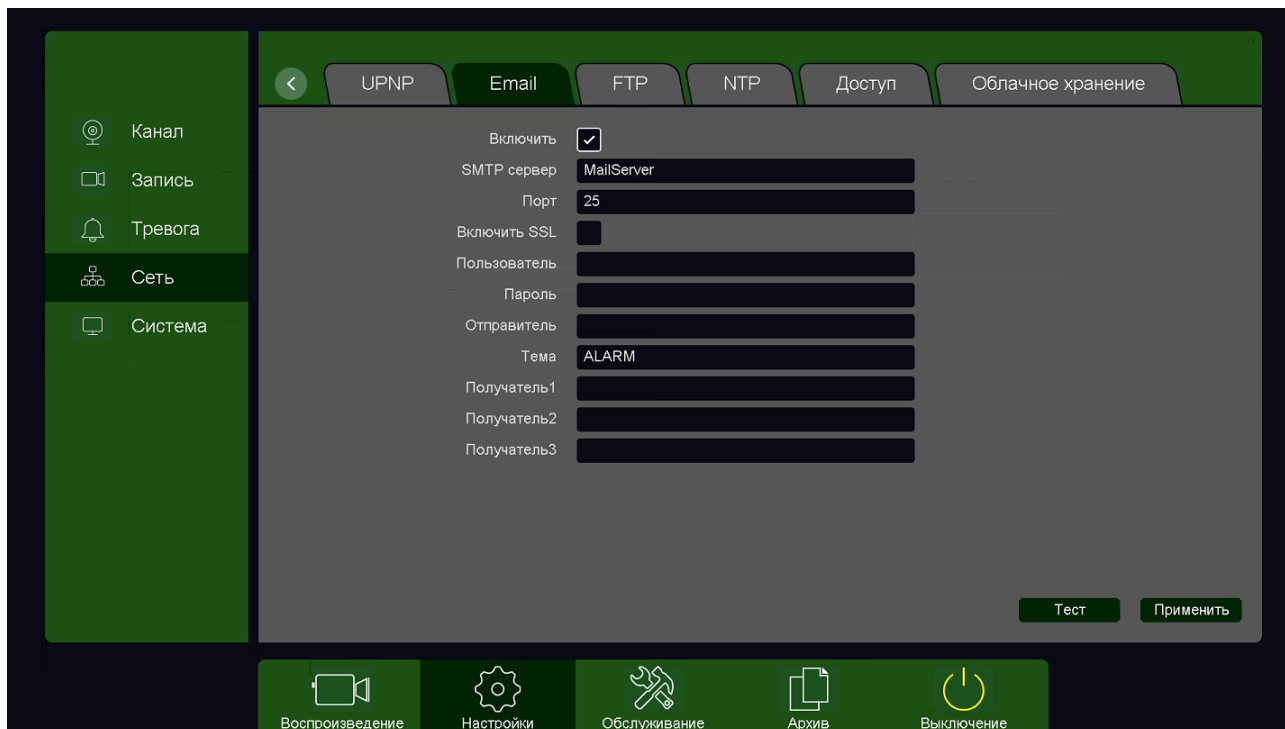 UPNP Email FTP NTP Доступ Облачное хранение
Канал
Запись
Тревога
Сеть
Система
Включить
SMTP сервер MailServer
Порт 25
Включить SSL
Пользователь
Пароль
Отправитель
Тема ALARM
Получатель1
Получатель2
Получатель3
Тест Применить
Воспроизведение Настройки Обслуживание Архив Выключение